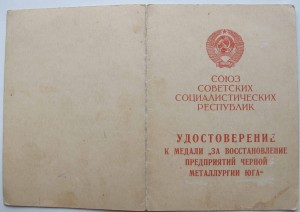 СОЮЗ
СОВЕТСКИХ
СОЦИАЛИСТИЧЕСКИХ
РЕСПУБЛИК
УДОСТОВЕРЕНИЕ
К МЕДАЛИ „ЗА ВОССТАНОВЛЕНИЕ
ПРЕДПРИЯТИЙ ЧЕРНОЙ
МЕТАЛЛУРГИИ ЮГА“